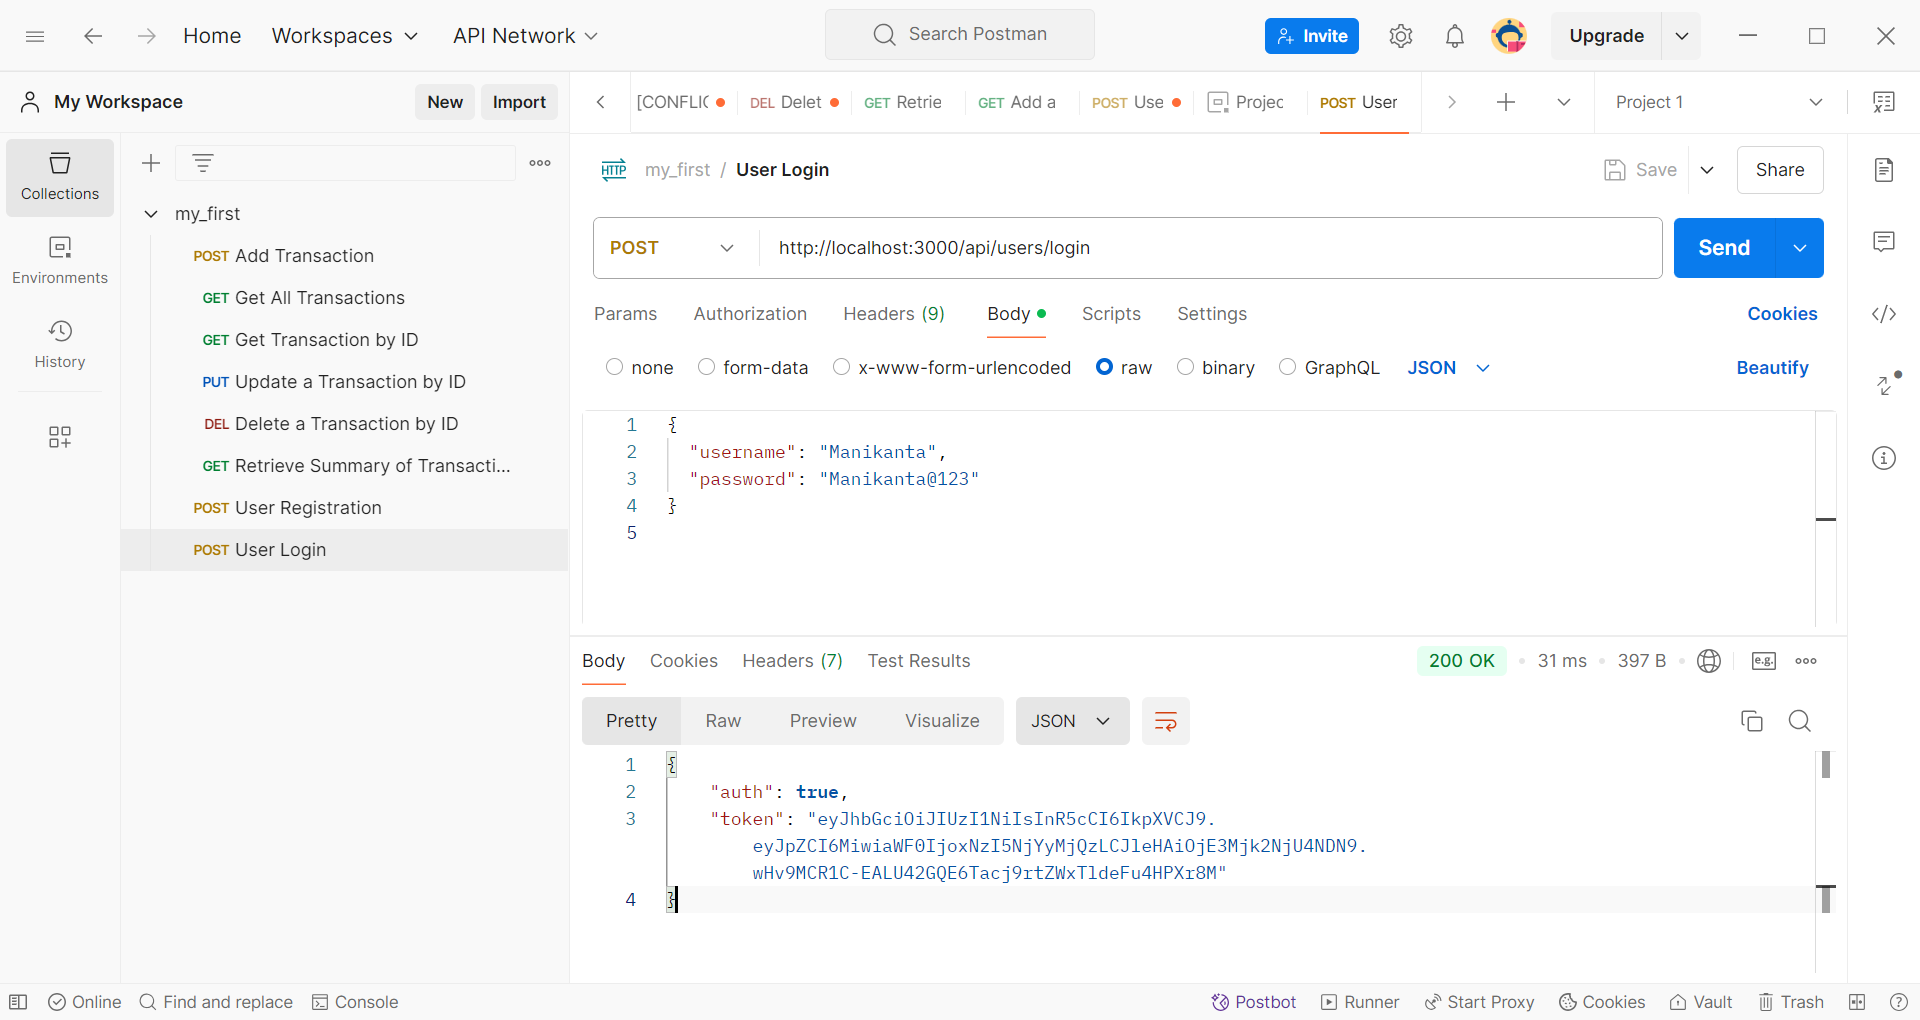 Home Workspaces API Network Search Postman Invite Upgrade
My Workspace New Import
[CONFLIC DEL Delet GET Retrie GET Add a POST Use Projec POST User Project 1
Collections
Environments
History
my_first
POST Add Transaction
GET Get All Transactions
GET Get Transaction by ID
PUT Update a Transaction by ID
DEL Delete a Transaction by ID
GET Retrieve Summary of Transacti...
POST User Registration
POST User Login
HTTP my_first / User Login Save Share
POST http://localhost:3000/api/users/login Send
Params Authorization Headers (9) Body Scripts Settings Cookies
none form-data x-www-form-urlencoded raw binary GraphQL JSON Beautify
1 {
2 "username": "Manikanta",
3 "password": "Manikanta@123"
4 }
5
Body Cookies Headers (7) Test Results 200 OK 31 ms 397 B e.g.
Pretty Raw Preview Visualize JSON
1 {
2 "auth": true,
3 "token": "eyJhbGciOiJIUzI1NiIsInR5cCI6IkpXVCJ9.
eyJpZCI6MiwiaWF0IjoxNzI5NjYyMjQzLCJleHAiOjE3Mjk2NjU4NDN9.
wHv9MCR1C-EALU42GQE6Tacj9rtZWxTldeFu4HPXr8M"
4 }
Online Find and replace Console Postbot Runner Start Proxy Cookies Vault Trash